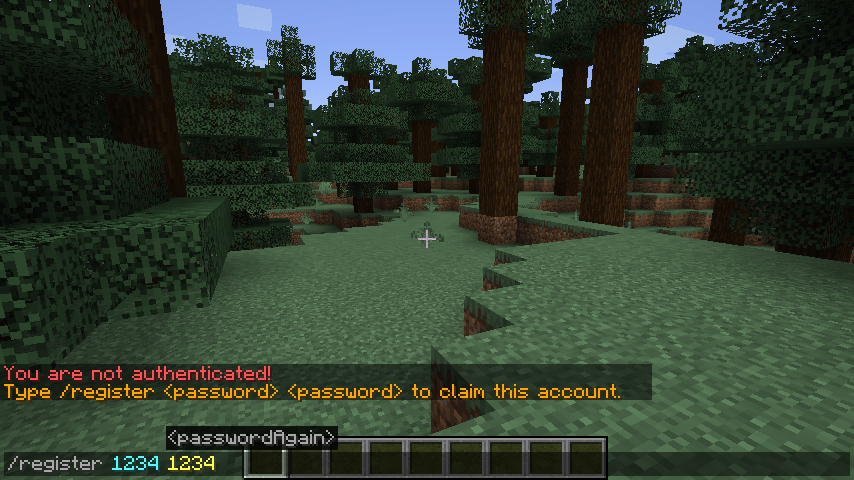 You are not authenticated!
Type /register <password> <password> to claim this account.
<passwordAgain>
/register 1234 1234